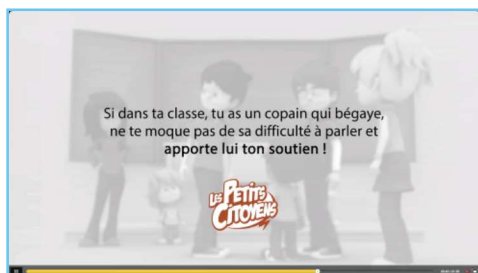 Si dans ta classe, tu as un copain qui bégaye,
ne te moque pas de sa difficulté à parler et
apporte lui ton soutien !
LES PETITS
CITOYENS